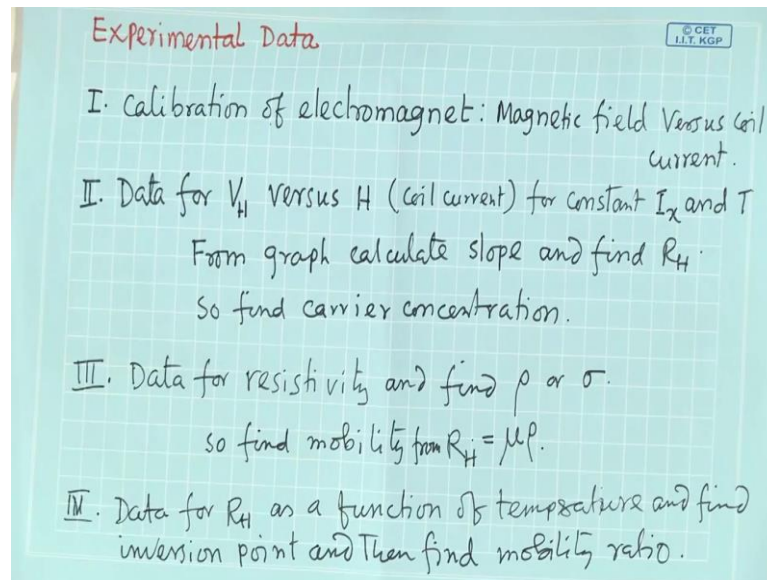 Experimental Data
© CET
I.I.T. KGP
I. Calibration of electromagnet: Magnetic field Versus Coil
current.
II. Data for V_H versus H (Coil current) for constant I_x and T
From graph calculate slope and find R_H.
So find carrier concentration.
III. Data for resistivity and find ρ or σ.
so find mobility from R_H = μρ.
IV. Data for R_H as a function of temperature and find
inversion point and Then find mobility ratio.